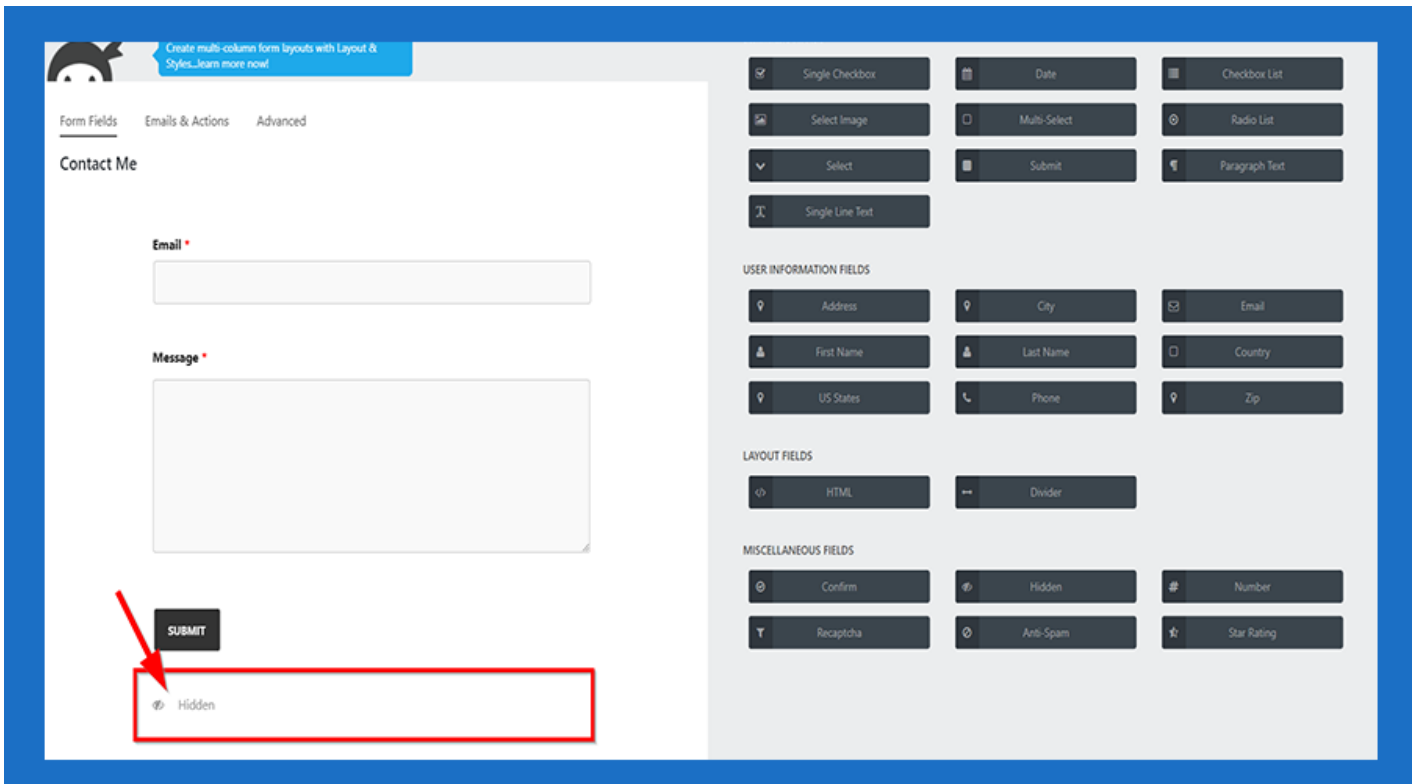 Create multi-column form layouts with Layout &
Styles...learn more now!
Form Fields Emails & Actions Advanced
Contact Me
Email *
Message *
SUBMIT
Hidden
Single Checkbox Date Checkbox List
Select Image Multi-Select Radio List
Select Submit Paragraph Text
Single Line Text
USER INFORMATION FIELDS
Address City Email
First Name Last Name Country
US States Phone Zip
LAYOUT FIELDS
HTML Divider
MISCELLANEOUS FIELDS
Confirm Hidden Number
Recaptcha Anti-Spam Star Rating